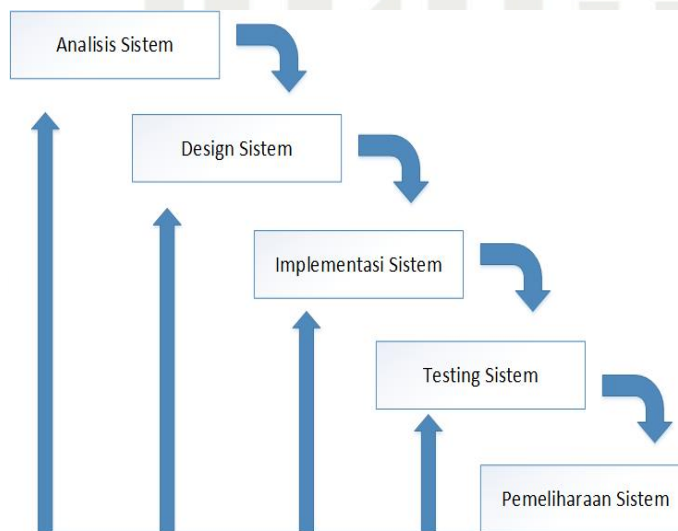 Analisis Sistem
Design Sistem
Implementasi Sistem
Testing Sistem
Pemeliharaan Sistem